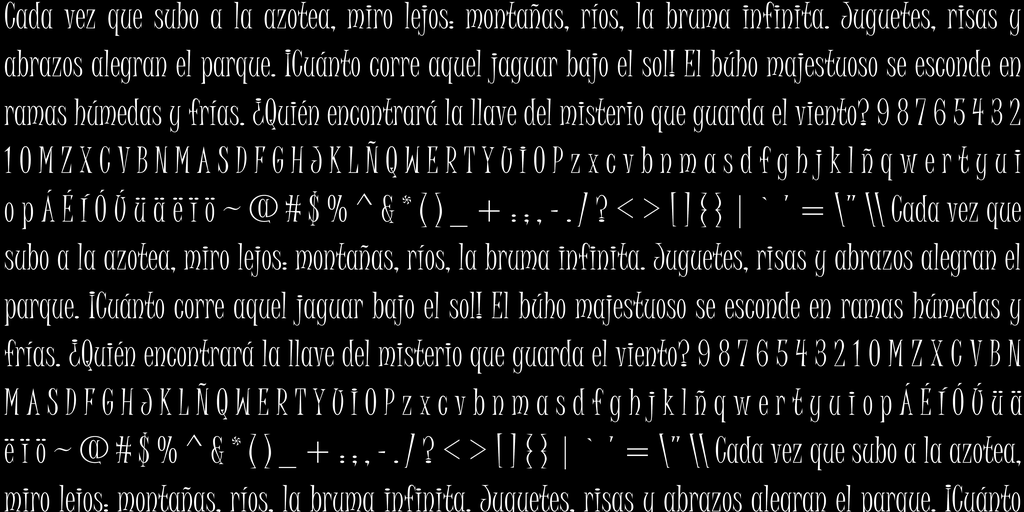 Cada vez que subo a la azotea, miro lejos: montañas, ríos, la bruma infinita. Juguetes, risas y
abrazos alegran el parque. ¡Cuánto corre aquel jaguar bajo el sol! El búho majestuoso se esconde en
ramas húmedas y frías. ¿Quién encontrará la llave del misterio que guarda el viento? 9 8 7 6 5 4 3 2
1 0 M Z X C V B N M A S D F G H J K L Ñ Q W E R T Y U I O P z x c v b n m a s d f g h j k l ñ q w e r t y u i
o p Á É Í Ó Ú ü ä ë ï ö ~ @ # $ % ^ & * ( ) _ + : ; , - . / ? < > [ ] { } | ` ' = \" \\ Cada vez que
subo a la azotea, miro lejos: montañas, ríos, la bruma infinita. Juguetes, risas y abrazos alegran el
parque. ¡Cuánto corre aquel jaguar bajo el sol! El búho majestuoso se esconde en ramas húmedas y
frías. ¿Quién encontrará la llave del misterio que guarda el viento? 9 8 7 6 5 4 3 2 1 0 M Z X C V B N
M A S D F G H J K L Ñ Q W E R T Y U I O P z x c v b n m a s d f g h j k l ñ q w e r t y u i o p Á É Í Ó Ú ü ä
ë ï ö ~ @ # $ % ^ & * ( ) _ + : ; , - . / ? < > [ ] { } | ` ' = \" \\ Cada vez que subo a la azotea,
miro lejos: montañas, ríos, la bruma infinita. Juguetes, risas y abrazos alegran el parque. ¡Cuánto